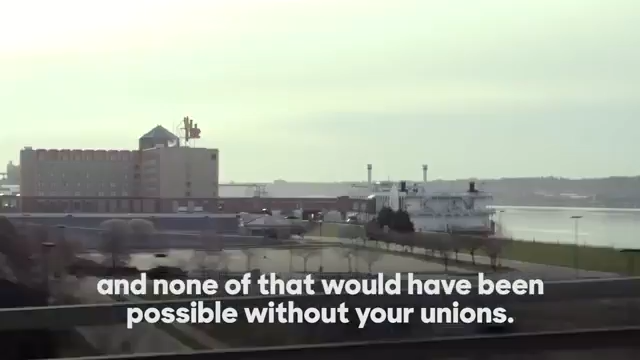 and none of that would have been
possible without your unions.